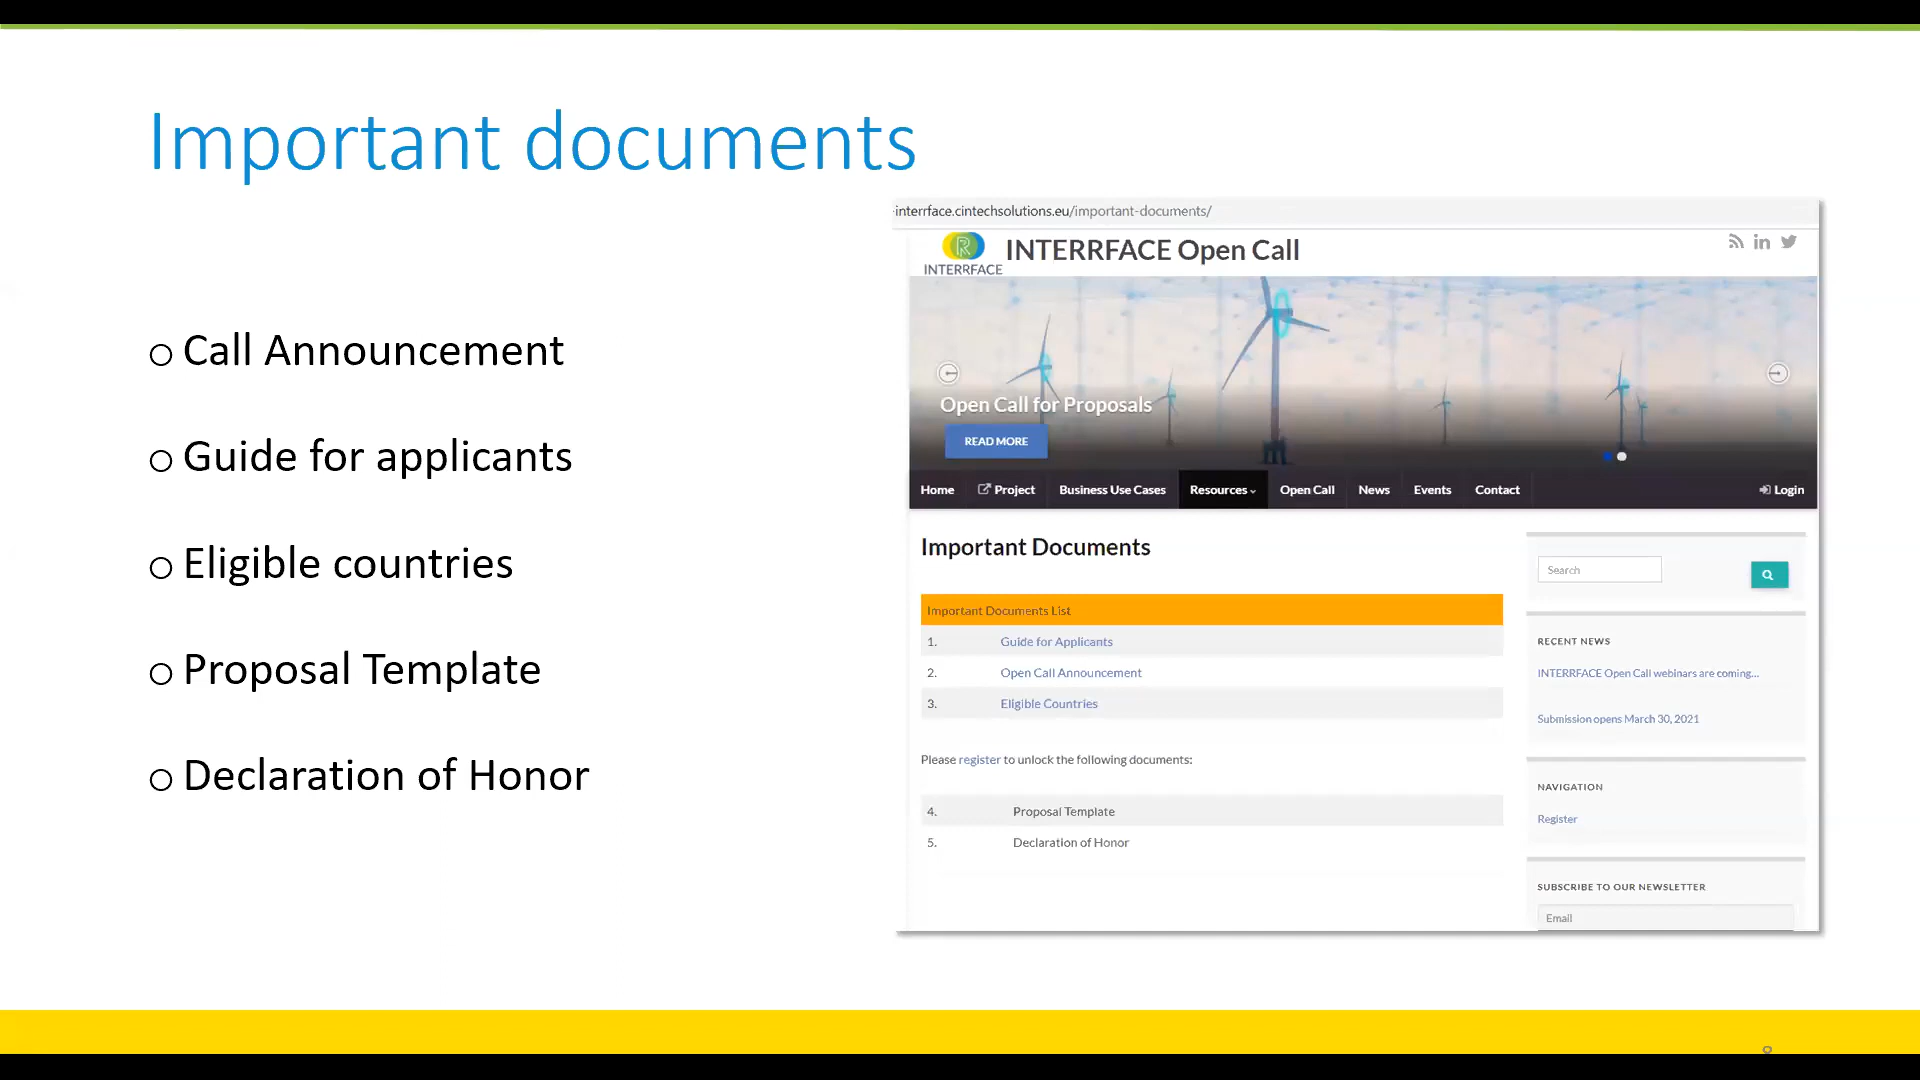 Important documents
Call Announcement
Guide for applicants
Eligible countries
Proposal Template
Declaration of Honor
interrface.cintechsolutions.eu/important-documents/
INTERRFACE
INTERRFACE Open Call
Open Call for Proposals
READ MORE
Home Project Business Use Cases Resources Open Call News Events Contact Login
Important Documents
Important Documents List
1. Guide for Applicants
2. Open Call Announcement
3. Eligible Countries
Please register to unlock the following documents:
4. Proposal Template
5. Declaration of Honor
Search
RECENT NEWS
INTERRFACE Open Call webinars are coming...
Submission opens March 30, 2021
NAVIGATION
Register
SUBSCRIBE TO OUR NEWSLETTER
Email